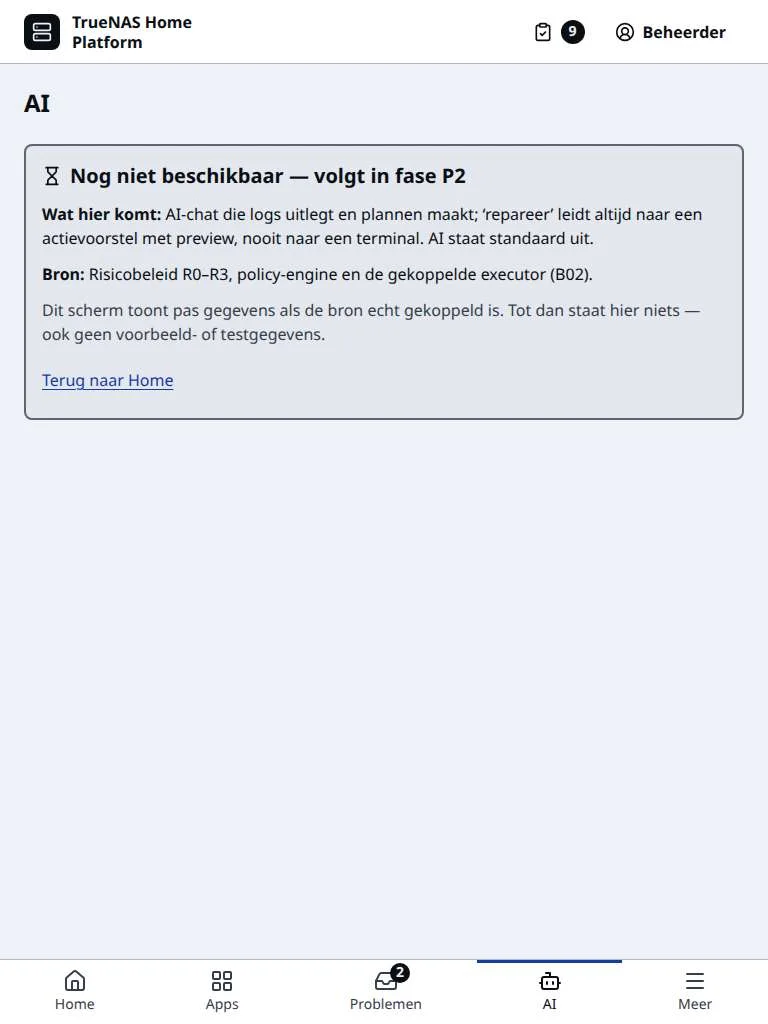 TrueNAS Home
Platform
9
Beheerder
AI
Nog niet beschikbaar — volgt in fase P2
Wat hier komt: AI-chat die logs uitlegt en plannen maakt; ‘repareer’ leidt altijd naar een
actievoorstel met preview, nooit naar een terminal. AI staat standaard uit.
Bron: Risicobeleid R0–R3, policy-engine en de gekoppelde executor (B02).
Dit scherm toont pas gegevens als de bron echt gekoppeld is. Tot dan staat hier niets —
ook geen voorbeeld- of testgegevens.
Terug naar Home
2
Home
Apps
Problemen
AI
Meer